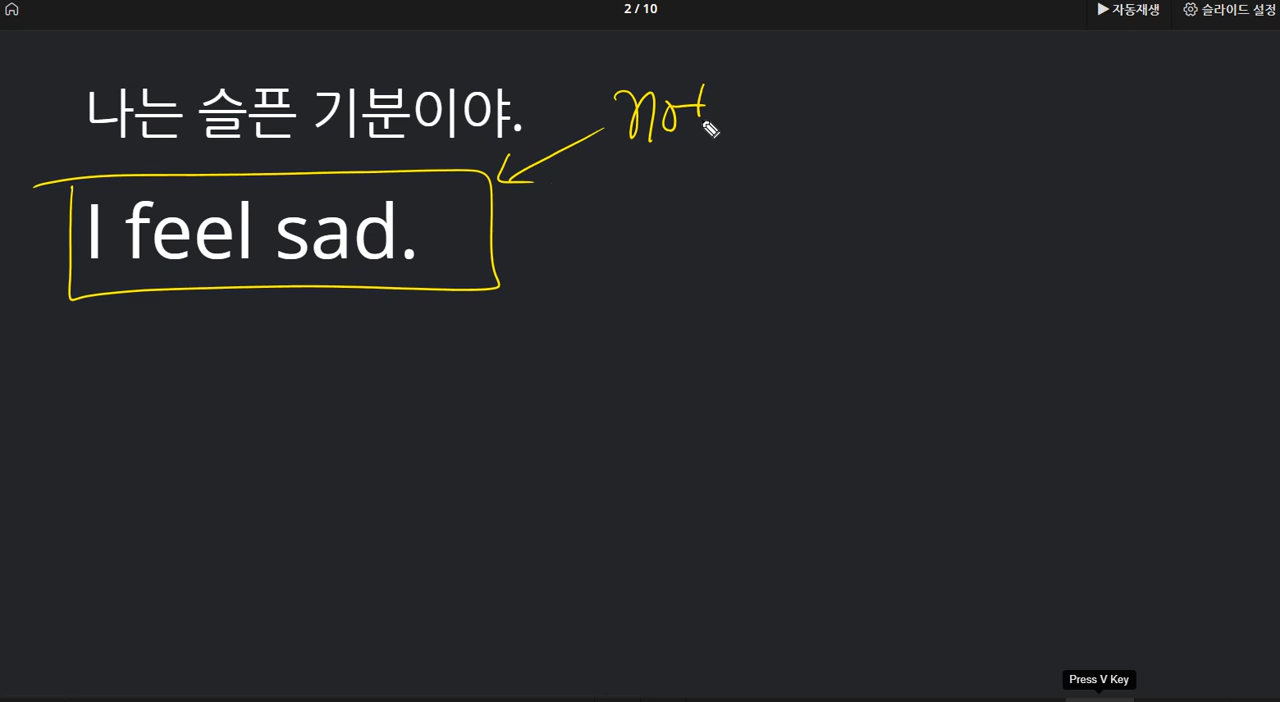 2 / 10
자동재생
슬라이드 설정
나는 슬픈 기분이야.
not
I feel sad.
Press V Key